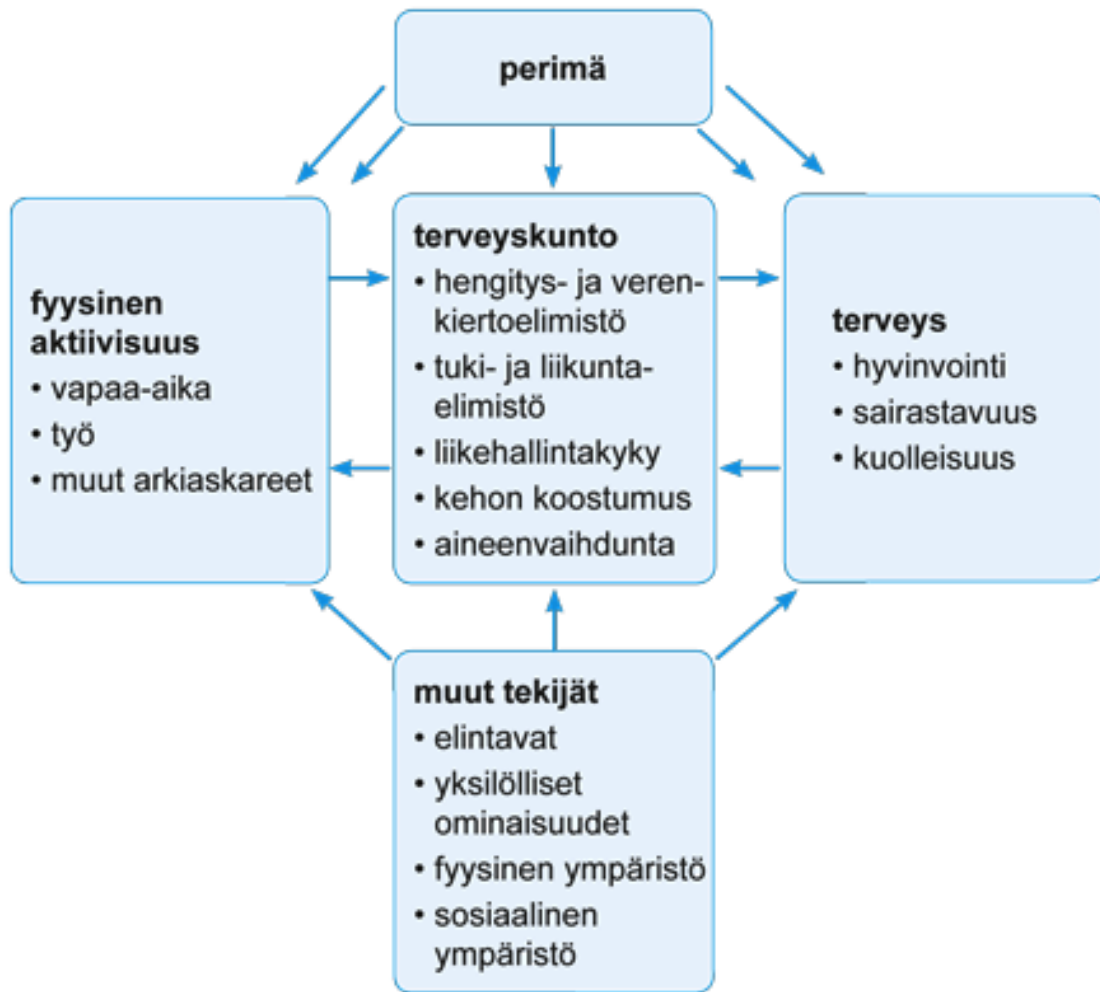 perimä
fyysinen
aktiivisuus
• vapaa-aika
• työ
• muut arkiaskareet
terveyskunto
• hengitys- ja veren-
kiertoelimistö
• tuki- ja liikunta-
elimistö
• liikehallintakyky
• kehon koostumus
• aineenvaihdunta
terveys
• hyvinvointi
• sairastavuus
• kuolleisuus
muut tekijät
• elintavat
• yksilölliset
ominaisuudet
• fyysinen ympäristö
• sosiaalinen
ympäristö